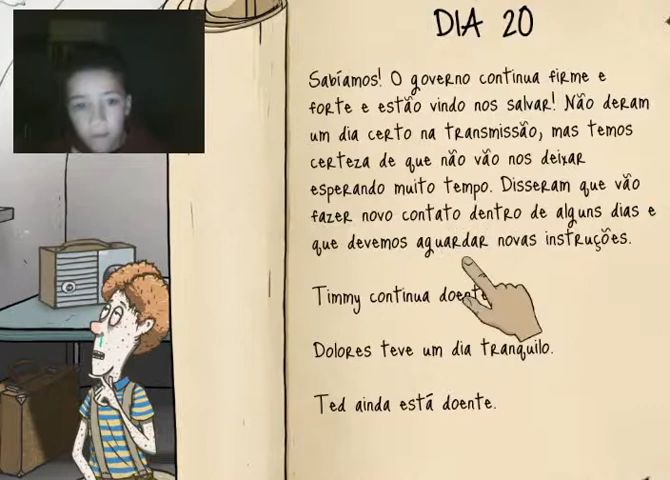 DIA 20
Sabíamos! O governo continua firme e
forte e estão vindo nos salvar! Não deram
um dia certo na transmissão, mas temos
certeza de que não vão nos deixar
esperando muito tempo. Disseram que vão
fazer novo contato dentro de alguns dias e
que devemos aguardar novas instruções.
Timmy continua doente
Dolores teve um dia tranquilo.
Ted ainda está doente.